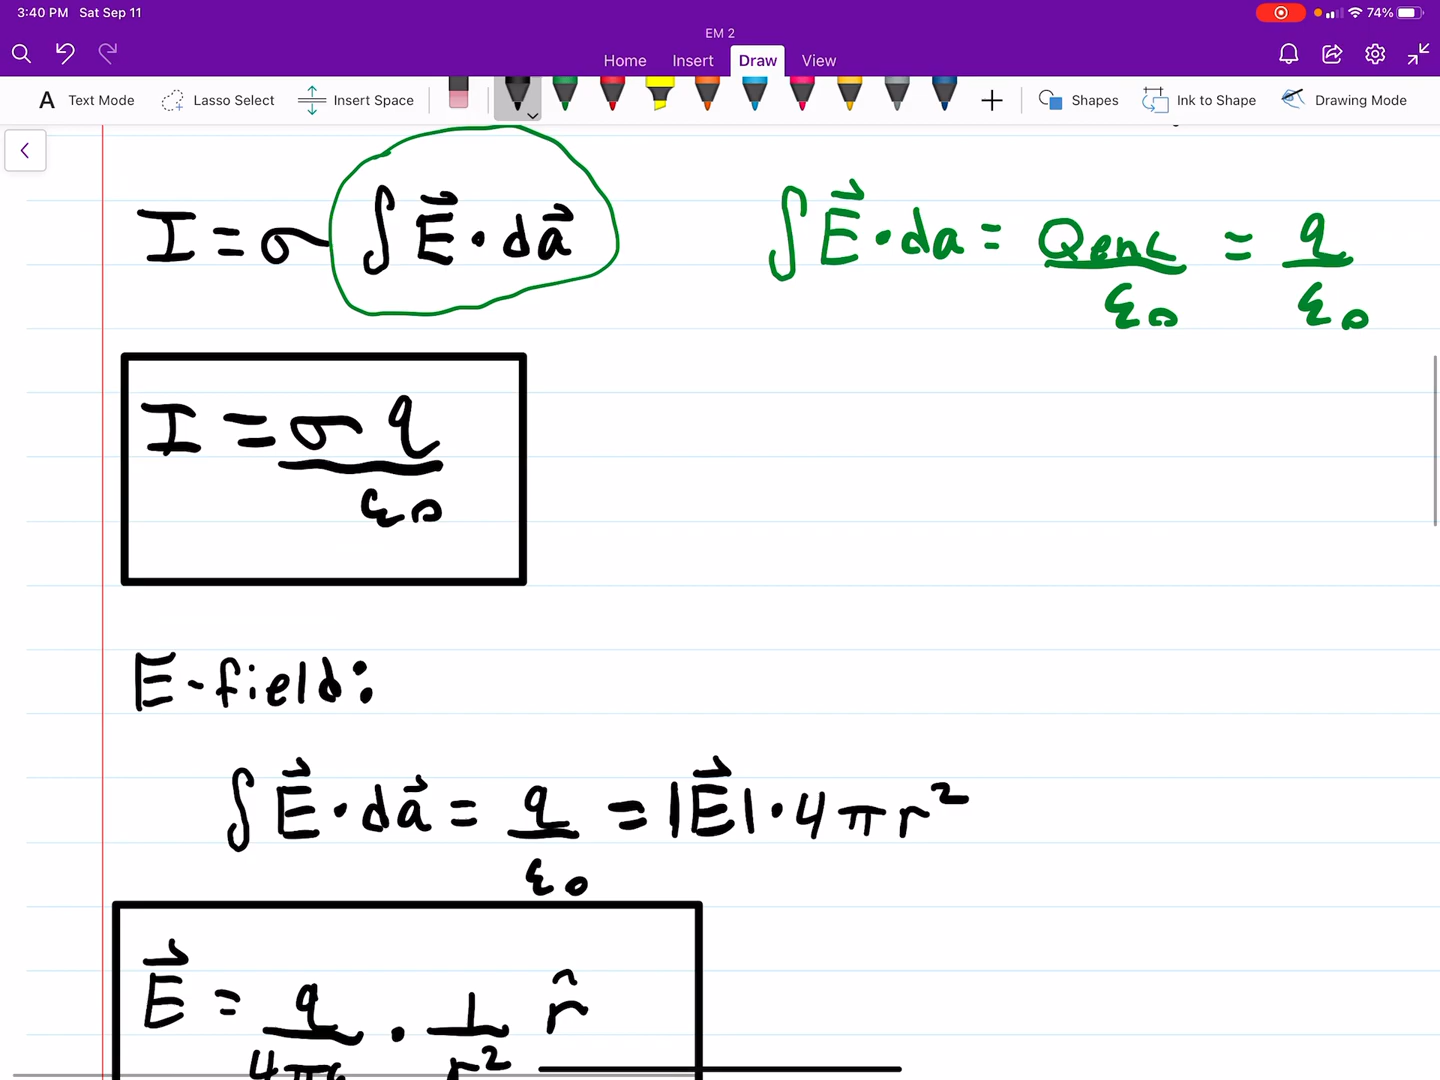 3:40 PM Sat Sep 11
74%
EM 2
Home Insert Draw View
A Text Mode Lasso Select Insert Space Shapes Ink to Shape Drawing Mode
I = σ ∫ E⃗ · da⃗
∫ E⃗ · da = Qenc/ε0 = q/ε0
I = σ q/ε0
E-field:
∫ E⃗ · da⃗ = q/ε0 = |E⃗| · 4πr²
E⃗ = q/4πε · 1/r² r̂